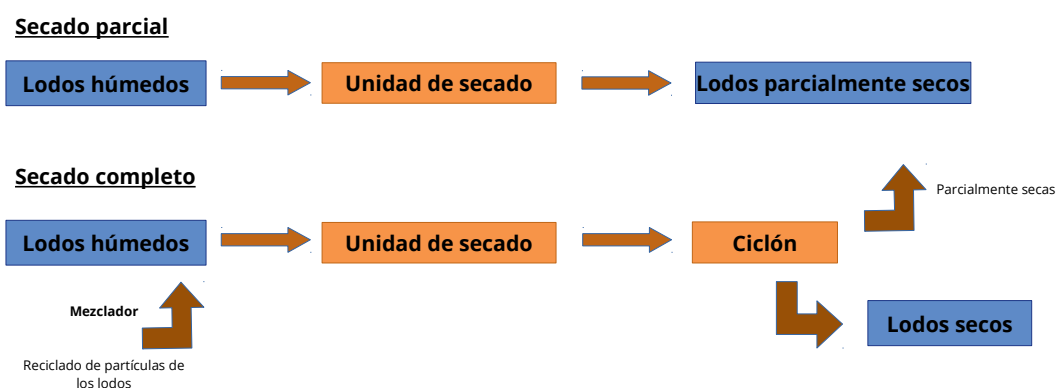 Secado parcial
Lodos húmedos
Unidad de secado
Lodos parcialmente secos
Secado completo
Parcialmente secas
Lodos húmedos
Unidad de secado
Ciclón
Mezclador
Lodos secos
Reciclado de partículas de
los lodos